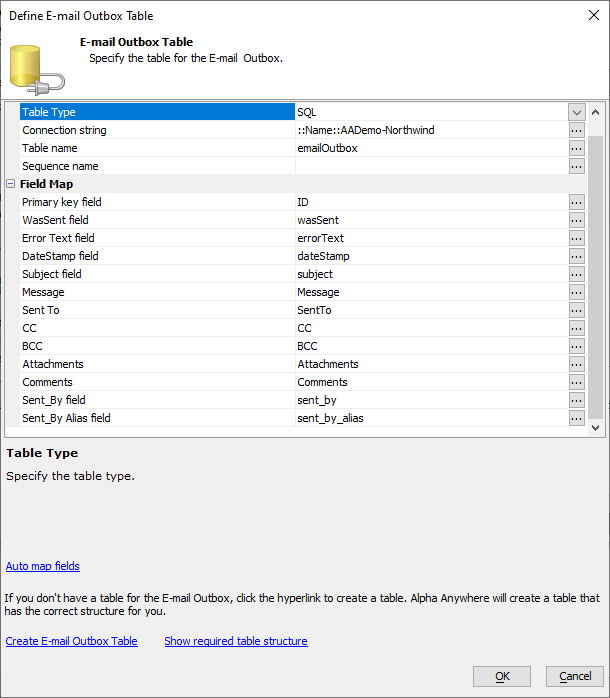 Define E-mail Outbox Table
E-mail Outbox Table
Specify the table for the E-mail Outbox.
Table Type SQL
Connection string ::Name::AADemo-Northwind
Table name emailOutbox
Sequence name
Field Map
Primary key field ID
WasSent field wasSent
Error Text field errorText
DateStamp field dateStamp
Subject field subject
Message Message
Sent To SentTo
CC CC
BCC BCC
Attachments Attachments
Comments Comments
Sent_By field sent_by
Sent_By Alias field sent_by_alias
Table Type
Specify the table type.
Auto map fields
If you don't have a table for the E-mail Outbox, click the hyperlink to create a table. Alpha Anywhere will create a table that
has the correct structure for you.
Create E-mail Outbox Table Show required table structure
OK Cancel